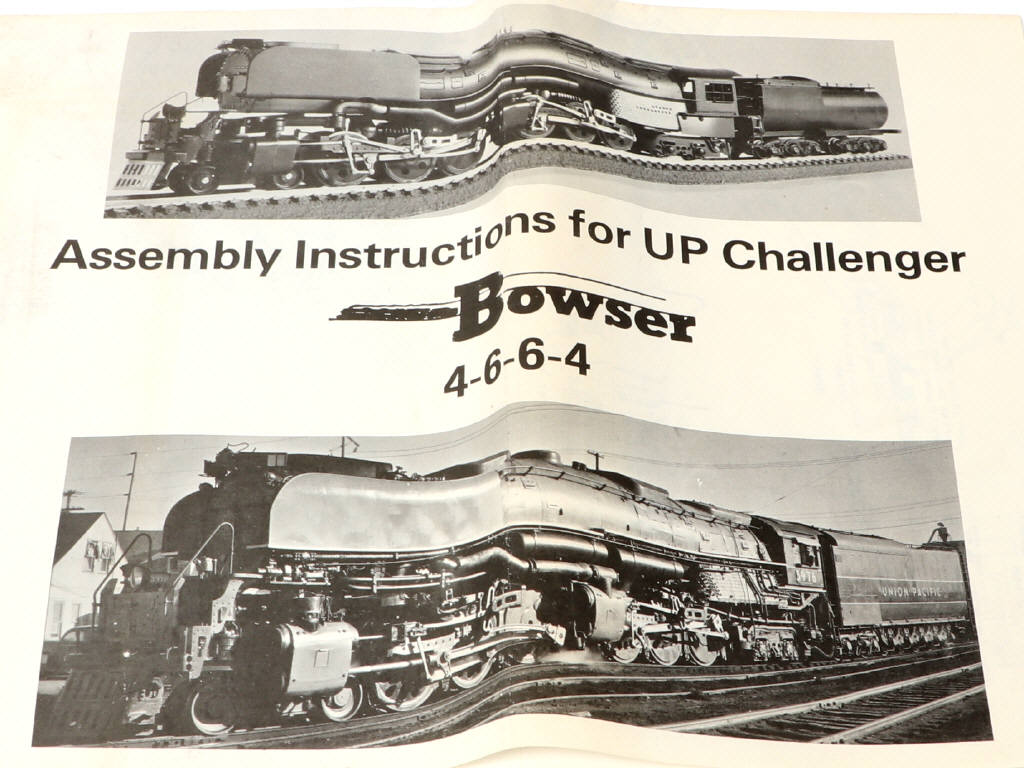 Assembly Instructions for UP Challenger
Bowser
4-6-6-4
UNION PACIFIC